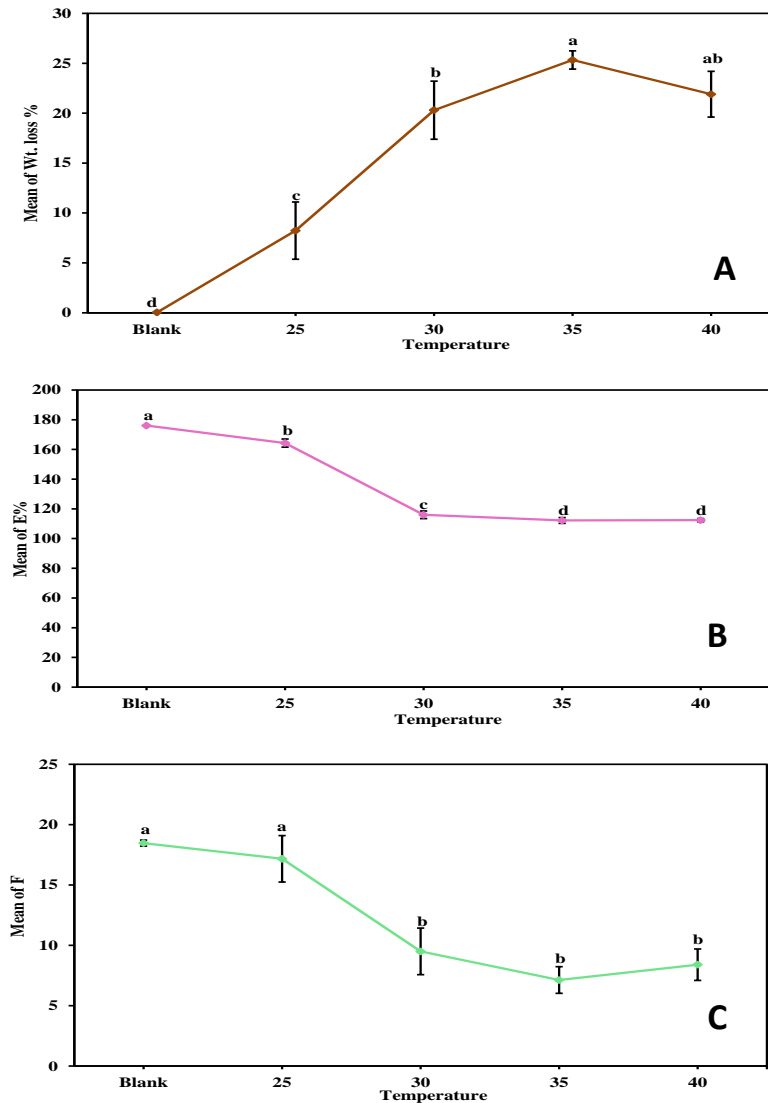 Mean of Wt. loss %
30
25
20
15
10
5
0
d
c
b
a
ab
A
Blank 25 30 35 40
Temperature
Mean of E%
200
180
160
140
120
100
80
60
40
20
0
a
b
c
d
d
B
Blank 25 30 35 40
Temperature
Mean of F
25
20
15
10
5
0
a
a
b
b
b
C
Blank 25 30 35 40
Temperature